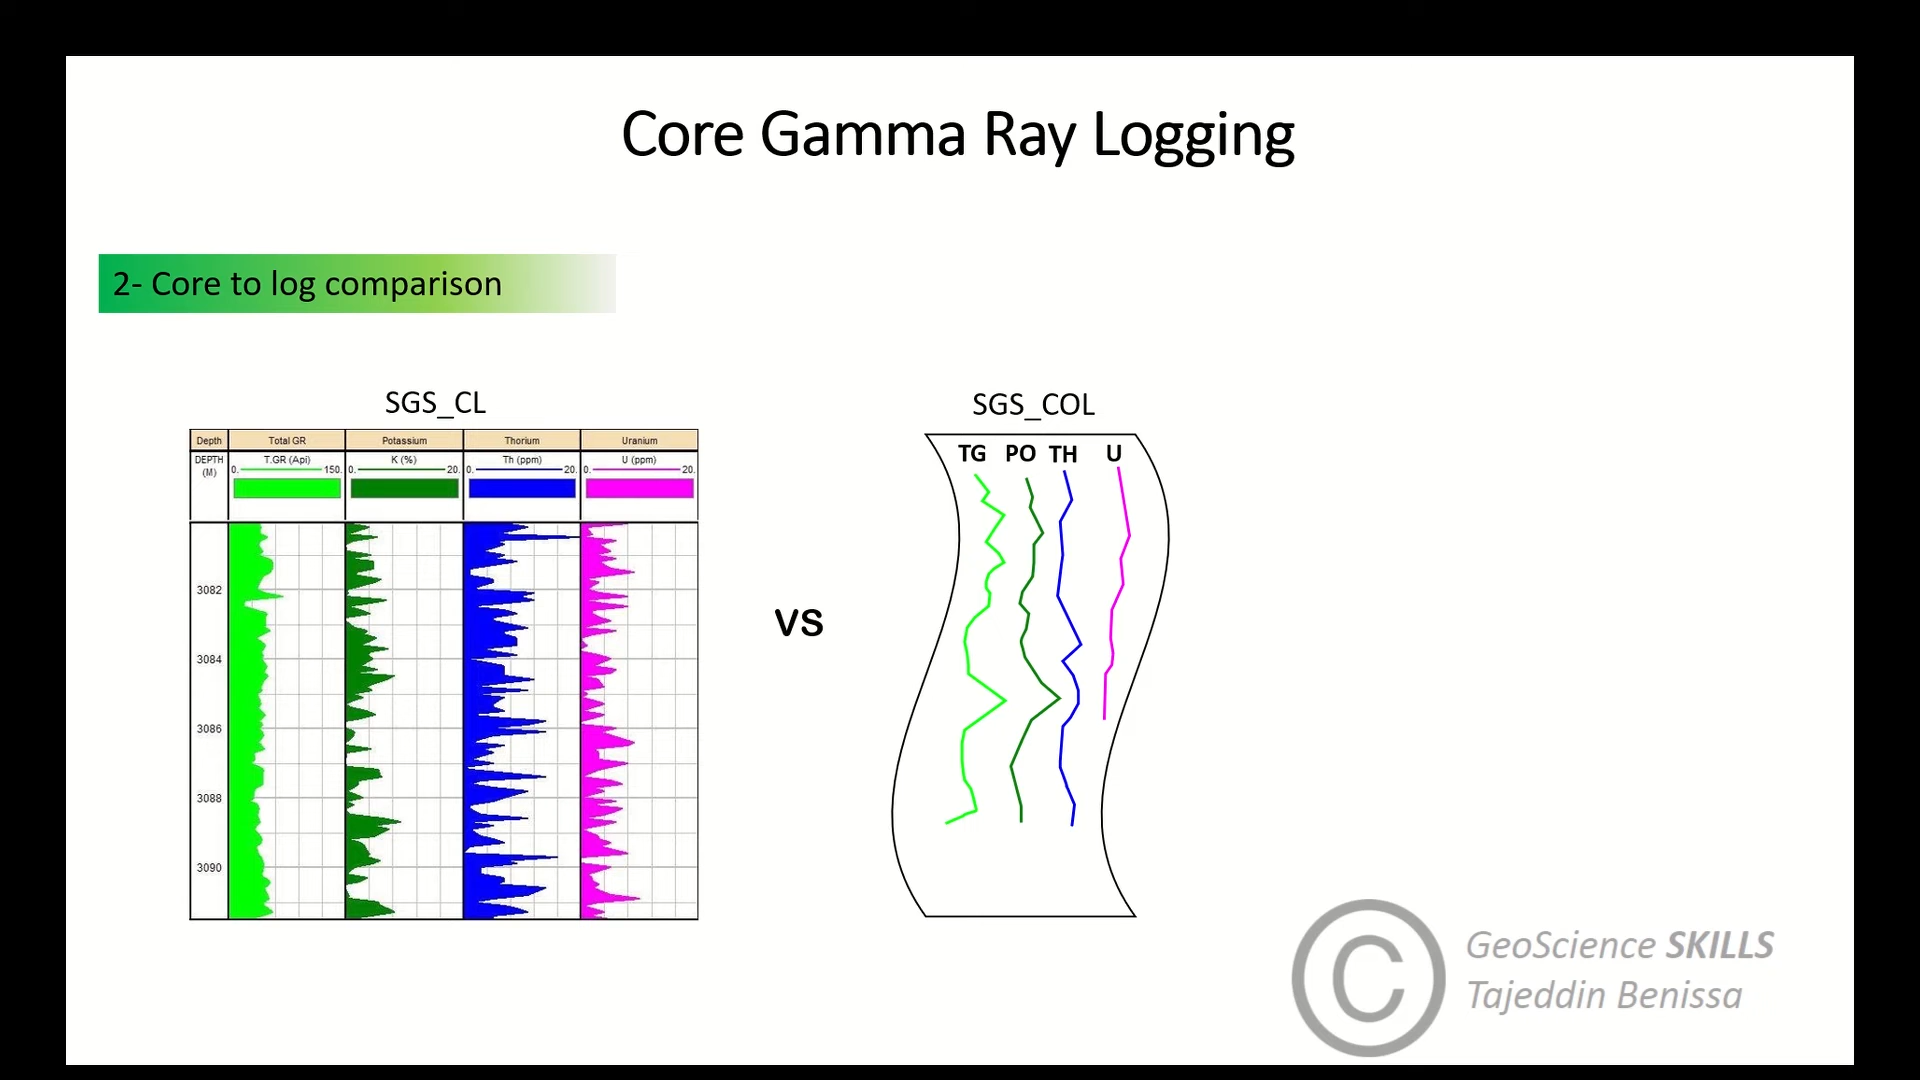 Core Gamma Ray Logging
2- Core to log comparison
SGS_CL
Depth Total GR Potassium Thorium Uranium
DEPTH (M) T.GR (Api) K (%) Th (ppm) U (ppm)
0. 150. 0. 20. 0. 20. 0. 20.
3082
3084
3086
3088
3090
VS
SGS_COL
TG PO TH U
GeoScience SKILLS
Tajeddin Benissa
©